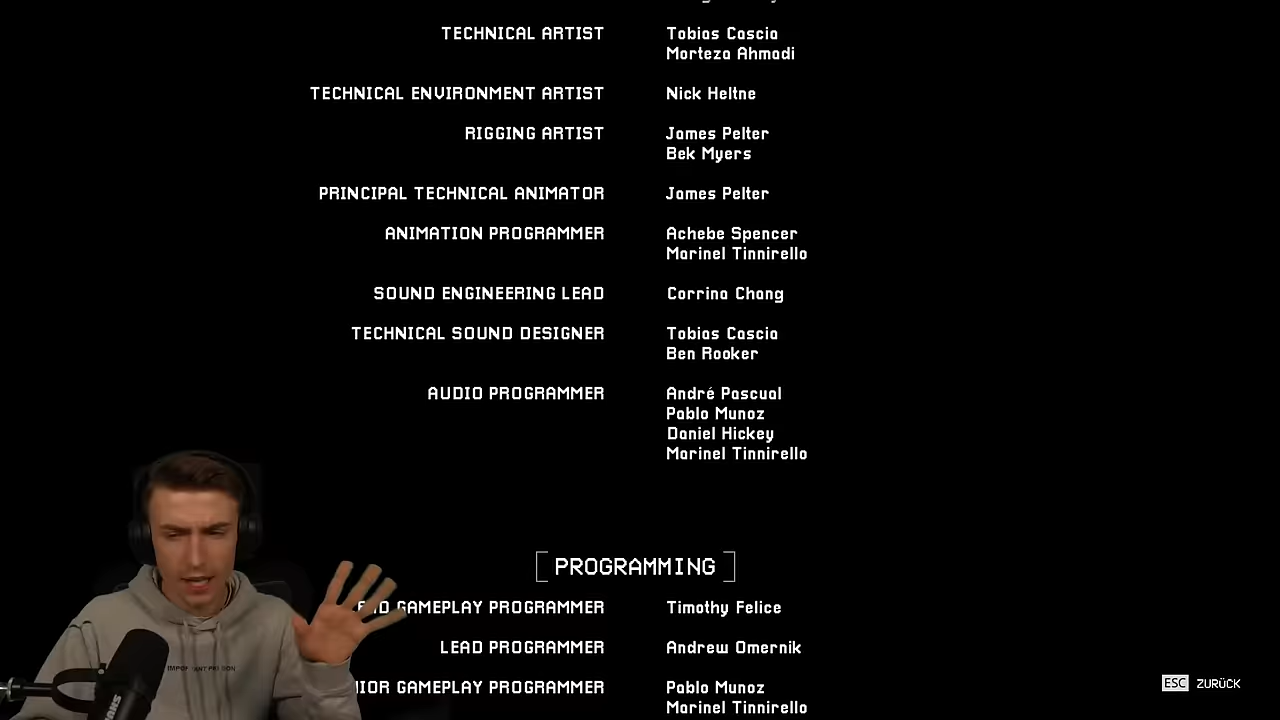 TECHNICAL ARTIST Tobias Cascia
Morteza Ahmadi
TECHNICAL ENVIRONMENT ARTIST Nick Heltne
RIGGING ARTIST James Pelter
Bek Myers
PRINCIPAL TECHNICAL ANIMATOR James Pelter
ANIMATION PROGRAMMER Achebe Spencer
Marinel Tinnirello
SOUND ENGINEERING LEAD Corrina Chang
TECHNICAL SOUND DESIGNER Tobias Cascia
Ben Rooker
AUDIO PROGRAMMER André Pascual
Pablo Munoz
Daniel Hickey
Marinel Tinnirello
PROGRAMMING
GAMEPLAY PROGRAMMER Timothy Felice
LEAD PROGRAMMER Andrew Omernik
GAMEPLAY PROGRAMMER Pablo Munoz
Marinel Tinnirello
ESC ZURÜCK